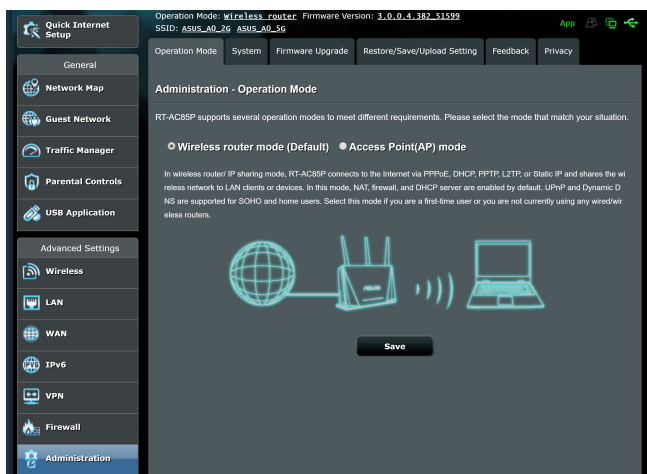 Quick Internet
Setup
General
Network Map
Guest Network
Traffic Manager
Parental Controls
USB Application
Advanced Settings
Wireless
LAN
WAN
IPv6
VPN
Firewall
Administration
Operation Mode: Wireless router Firmware Version: 3.0.0.4.382_51599
SSID: ASUS_A0_2G ASUS_A0_5G
App
Operation Mode System Firmware Upgrade Restore/Save/Upload Setting Feedback Privacy
Administration - Operation Mode
RT-AC85P supports several operation modes to meet different requirements. Please select the mode that match your situation.
Wireless router mode (Default) Access Point(AP) mode
In wireless router/ IP sharing mode, RT-AC85P connects to the Internet via PPPoE, DHCP, PPTP, L2TP, or Static IP and shares the wi
reless network to LAN clients or devices. In this mode, NAT, firewall, and DHCP server are enabled by default. UPnP and Dynamic D
NS are supported for SOHO and home users. Select this mode if you are a first-time user or you are not currently using any wired/wir
eless routers.
Save